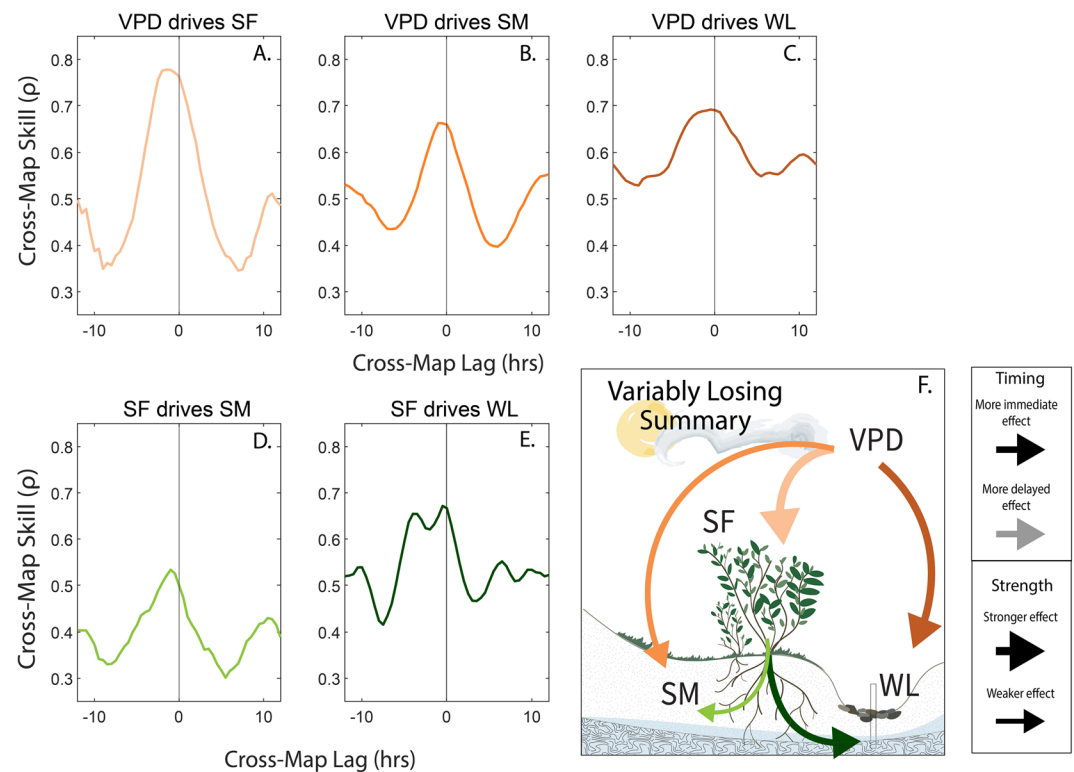 VPD drives SF
VPD drives SM
VPD drives WL
A.
B.
C.
Cross-Map Skill (ρ)
0.8
0.7
0.6
0.5
0.4
0.3
-10
0
10
0.8
0.7
0.6
0.5
0.4
0.3
-10
0
10
0.8
0.7
0.6
0.5
0.4
0.3
-10
0
10
Cross-Map Lag (hrs)
SF drives SM
SF drives WL
D.
E.
Cross-Map Skill (ρ)
0.8
0.7
0.6
0.5
0.4
0.3
-10
0
10
0.8
0.7
0.6
0.5
0.4
0.3
-10
0
10
Cross-Map Lag (hrs)
F.
Variably Losing
Summary
VPD
SF
SM
WL
Timing
More immediate
effect
More delayed
effect
Strength
Stronger effect
Weaker effect